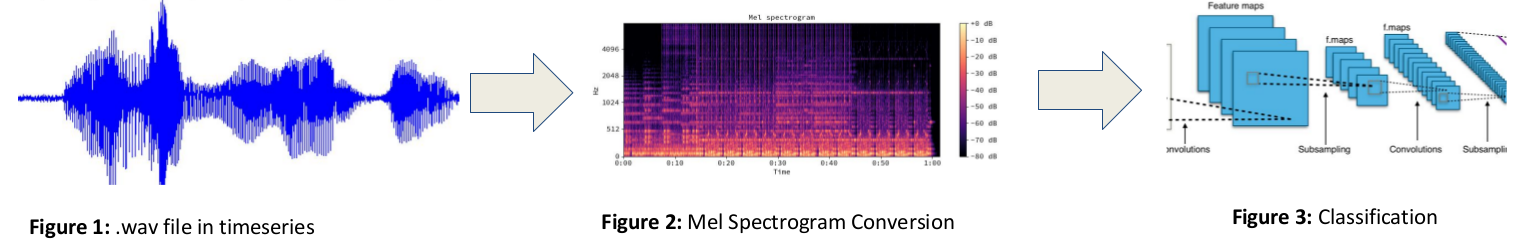 Mel spectrogram
Hz
4096
2048
1024
512
0
0:00 0:10 0:20 0:30 0:40 0:50 1:00
Time
+0 dB
-10 dB
-20 dB
-30 dB
-40 dB
-50 dB
-60 dB
-70 dB
-80 dB
Feature maps
f.maps
f.maps
onvolutions
Subsampling
Convolutions
Subsamplin
Figure 1: .wav file in timeseries
Figure 2: Mel Spectrogram Conversion
Figure 3: Classification